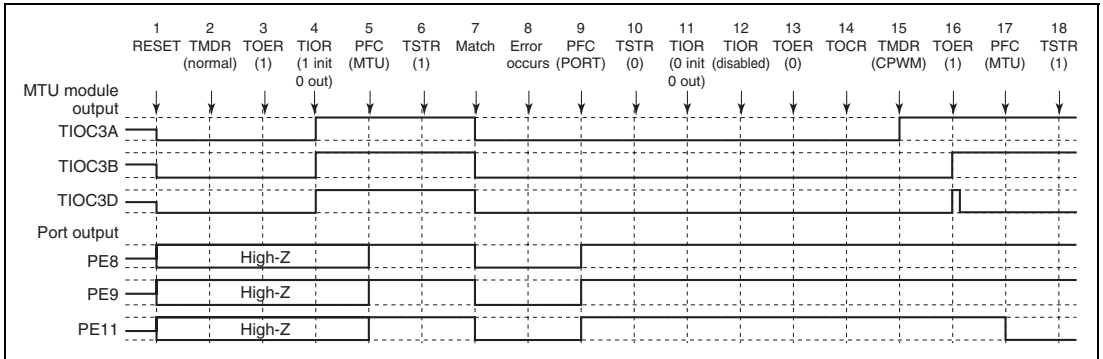 1 2 3 4 5 6 7 8 9 10 11 12 13 14 15 16 17 18
RESET TMDR TOER TIOR PFC TSTR Match Error PFC TSTR TIOR TIOR TOER TOCR TMDR TOER PFC TSTR
(normal) (1) (1 init (MTU) (1) occurs (PORT) (0) (0 init (disabled) (0) (CPWM) (1) (MTU) (1)
0 out) 0 out)
MTU module
output
TIOC3A
TIOC3B
TIOC3D
Port output
PE8 High-Z
PE9 High-Z
PE11 High-Z